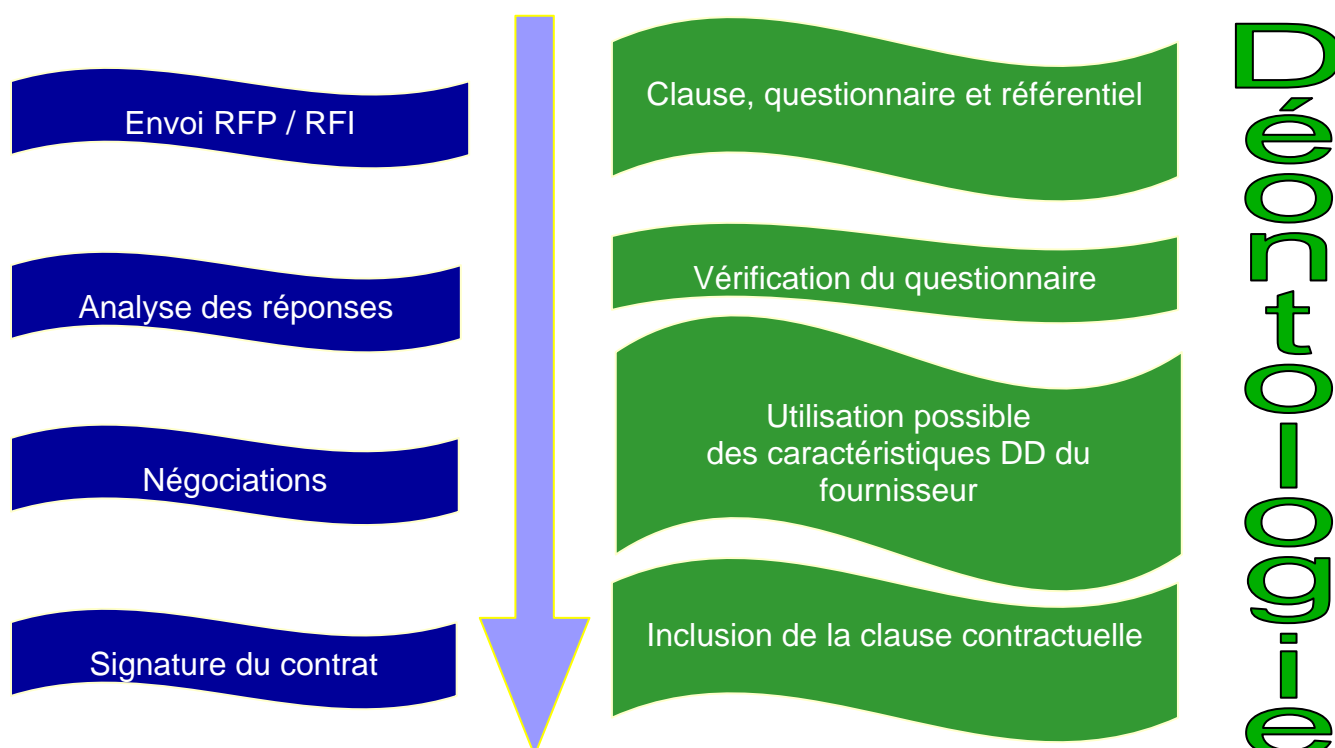 Envoi RFP / RFI
Clause, questionnaire et référentiel
Analyse des réponses
Vérification du questionnaire
Négociations
Utilisation possible
des caractéristiques DD du
fournisseur
Signature du contrat
Inclusion de la clause contractuelle
Déontologie